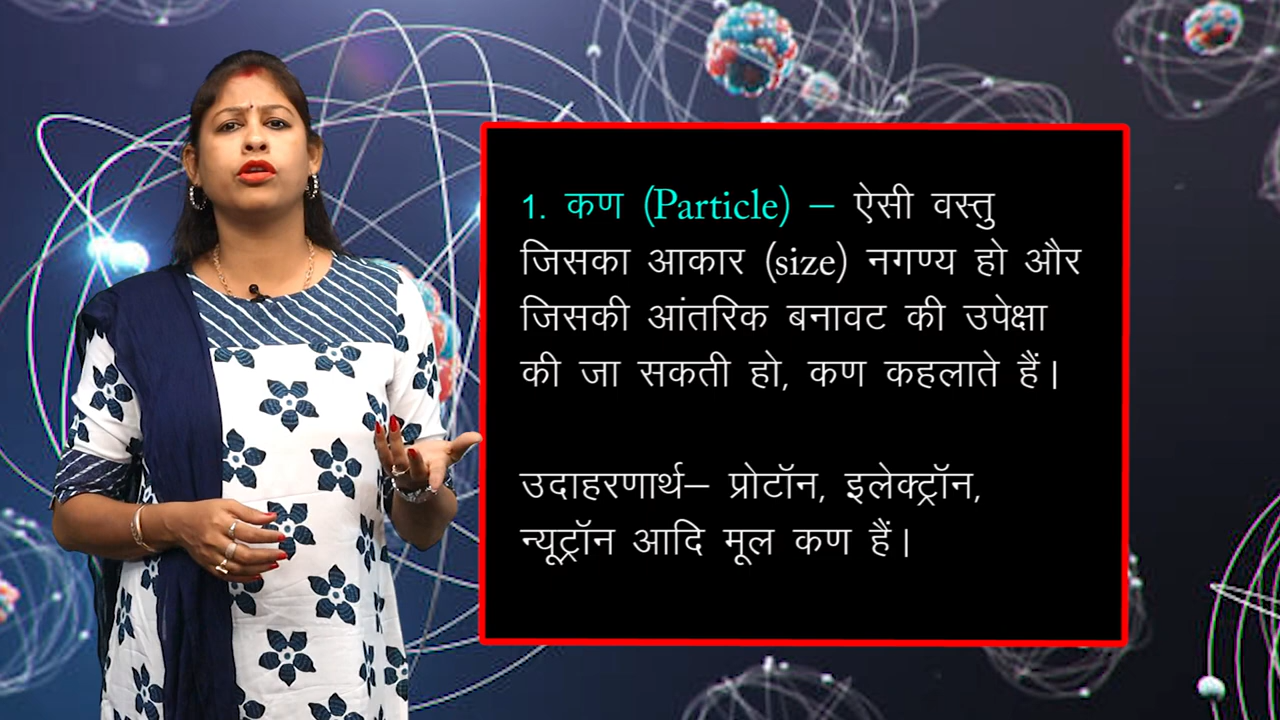 1. कण (Particle) – ऐसी वस्तु
जिसका आकार (size) नगण्य हो और
जिसकी आंतरिक बनावट की उपेक्षा
की जा सकती हो, कण कहलाते हैं।
उदाहरणार्थ– प्रोटॉन, इलेक्ट्रॉन,
न्यूट्रॉन आदि मूल कण हैं।